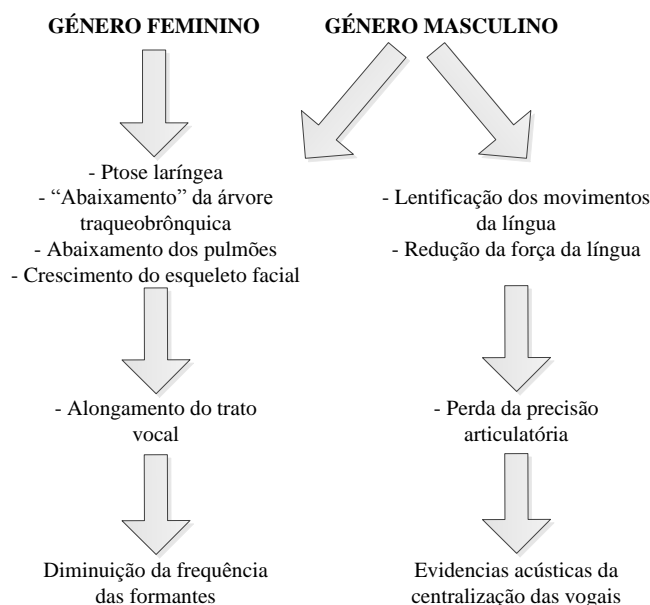 GÉNERO FEMININO
GÉNERO MASCULINO
- Ptose laríngea
- “Abaixamento” da árvore
traqueobrônquica
- Abaixamento dos pulmões
- Crescimento do esqueleto facial
- Lentificação dos movimentos
da língua
- Redução da força da língua
- Alongamento do trato
vocal
- Perda da precisão
articulatória
Diminuição da frequência
das formantes
Evidencias acústicas da
centralização das vogais